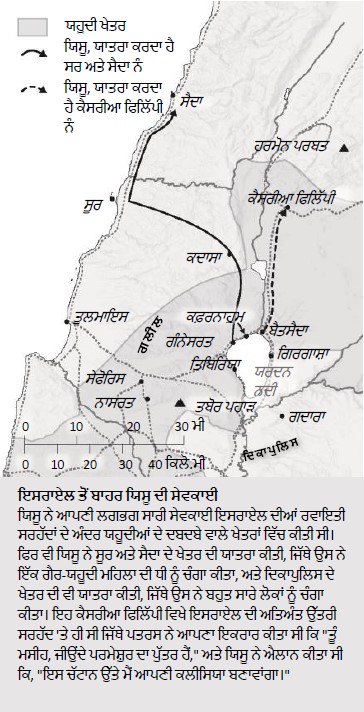 ਯਹੂਦੀ ਖੇਤਰ
ਯਿਸੂ, ਯਾਤਰਾ ਕਰਦਾ ਹੈ
ਸਰ ਅਤੇ ਸੈਦਾ ਨੰ
ਯਿਸੂ, ਯਾਤਰਾ ਕਰਦਾ
ਹੈ ਕੈਸਰੀਆ ਫਿਲਿੱਪੀ
ਨੰ
ਸੈਦਾ
ਹਰਮੋਨ ਪਰਬਤ
ਸੂਰ
ਕੈਸਰੀਆ ਫਿਲਿੱਪੀ
ਕਦਾਸਾ
ਤੁਲਮਾਇਸ
ਗਲੀਲ
ਕਫ਼ਰਨਾਹੂਮ
ਬੈਤਸੈਦਾ
ਗੰਨੇਸਰਤ
ਗਿਰਗਾਸ਼ਾ
ਤਿਬਿਰਿਯਾ
ਯਰਦਨ
ਨਦੀ
ਸੇਫੋਰਿਸ
ਨਾਸਰਤ
ਤਬੋਰ ਪਹਾੜ
ਗਦਾਰਾ
ਦਿਕਾਪੁਲਿਸ
0 10 20 30 ਮੀ
0 10 20 30 40 ਕਿਲੋ.ਮੀ
ਇਸਰਾਏਲ ਤੋਂ ਬਾਹਰ ਯਿਸੂ ਦੀ ਸੇਵਕਾਈ
ਯਿਸੂ ਨੇ ਆਪਣੀ ਲਗਭਗ ਸਾਰੀ ਸੇਵਕਾਈ ਇਸਰਾਏਲ ਦੀਆਂ ਰਵਾਇਤੀ
ਸਰਹੱਦਾਂ ਦੇ ਅੰਦਰ ਯਹੂਦੀਆਂ ਦੇ ਦਬਦਬੇ ਵਾਲੇ ਖੇਤਰਾਂ ਵਿੱਚ ਕੀਤੀ ਸੀ।
ਫਿਰ ਵੀ ਯਿਸੂ ਨੇ ਸੂਰ ਅਤੇ ਸੈਦਾ ਦੇ ਖੇਤਰ ਦੀ ਯਾਤਰਾ ਕੀਤੀ, ਜਿੱਥੇ ਉਸ ਨੇ
ਇੱਕ ਗੈਰ-ਯਹੂਦੀ ਮਹਿਲਾ ਦੀ ਧੀ ਨੂੰ ਚੰਗਾ ਕੀਤਾ, ਅਤੇ ਦਿਕਾਪੁਲਿਸ ਦੇ
ਖੇਤਰ ਦੀ ਵੀ ਯਾਤਰਾ ਕੀਤੀ, ਜਿੱਥੇ ਉਸ ਨੇ ਬਹੁਤ ਸਾਰੇ ਲੋਕਾਂ ਨੂੰ ਚੰਗਾ
ਕੀਤਾ। ਇਹ ਕੈਸਰੀਆ ਫਿਲਿੱਪੀ ਵਿਖੇ ਇਸਰਾਏਲ ਦੀ ਅਤਿਅੰਤ ਉੱਤਰੀ
ਸਰਹੱਦ 'ਤੇ ਹੀ ਸੀ ਜਿੱਥੇ ਪਤਰਸ ਨੇ ਆਪਣਾ ਇਕਰਾਰ ਕੀਤਾ ਸੀ ਕਿ "ਤੂੰ
ਮਸੀਹ, ਜੀਉਂਦੇ ਪਰਮੇਸ਼ੁਰ ਦਾ ਪੁੱਤਰ ਹੈਂ," ਅਤੇ ਯਿਸੂ ਨੇ ਐਲਾਨ ਕੀਤਾ ਸੀ
ਕਿ, "ਇਸ ਚੱਟਾਨ ਉੱਤੇ ਮੈਂ ਆਪਣੀ ਕਲੀਸਿਯਾ ਬਣਾਵਾਂਗਾ।"